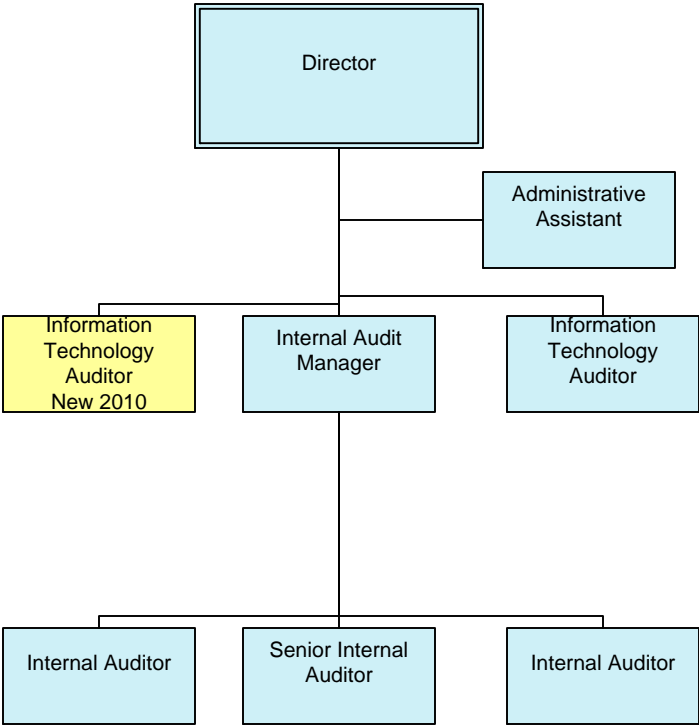 Director
Administrative
Assistant
Information
Technology
Auditor
New 2010
Internal Audit
Manager
Information
Technology
Auditor
Internal Auditor
Senior Internal
Auditor
Internal Auditor